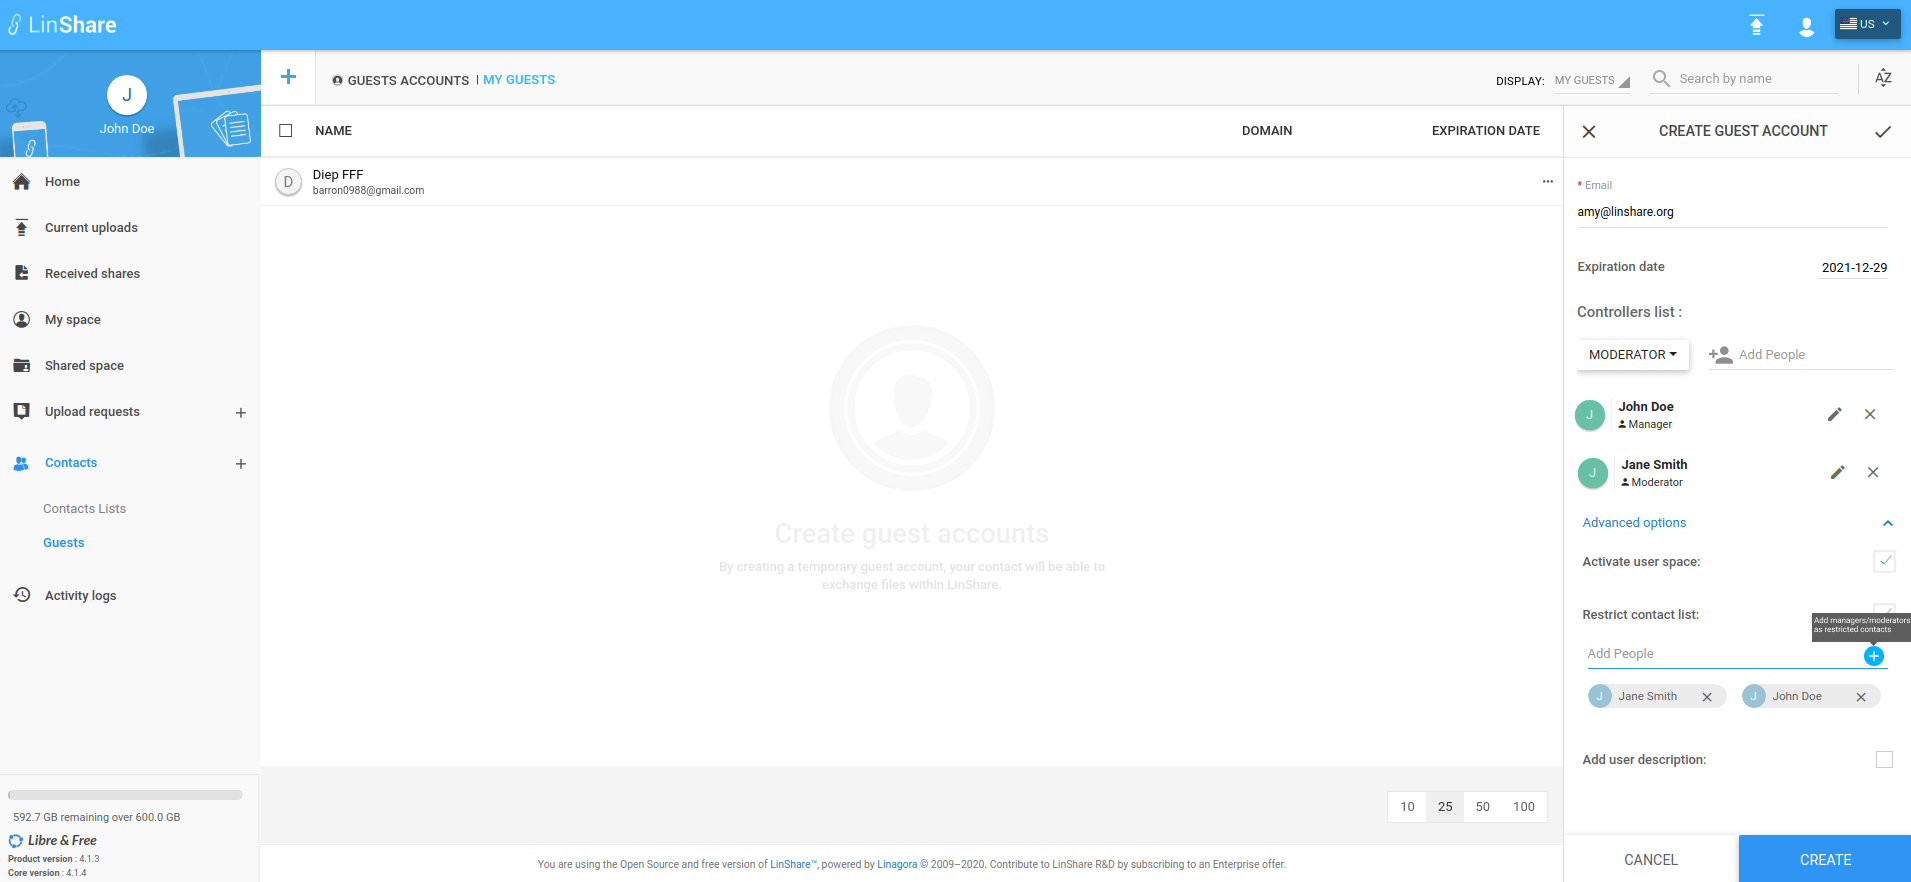 LinShare
US
J
John Doe
Home
Current uploads
Received shares
My space
Shared space
Upload requests
Contacts
Contacts Lists
Guests
Activity logs
592.7 GB remaining over 600.0 GB
Libre & Free
Product version : 4.1.3
Core version : 4.1.4
GUESTS ACCOUNTS | MY GUESTS
DISPLAY: MY GUESTS
Search by name
AZ
NAME DOMAIN EXPIRATION DATE
D
Diep FFF
barron0988@gmail.com
Create guest accounts
By creating a temporary guest account, your contact will be able to
exchange files within LinShare.
10 25 50 100
You are using the Open Source and free version of LinShare™, powered by Linagora © 2009–2020. Contribute to LinShare R&D by subscribing to an Enterprise offer.
CREATE GUEST ACCOUNT
* Email
amy@linshare.org
Expiration date 2021-12-29
Controllers list :
MODERATOR Add People
J
John Doe
Manager
J
Jane Smith
Moderator
Advanced options
Activate user space:
Restrict contact list:
Add managers/moderators
as restricted contacts
Add People
J Jane Smith J John Doe
Add user description:
CANCEL CREATE